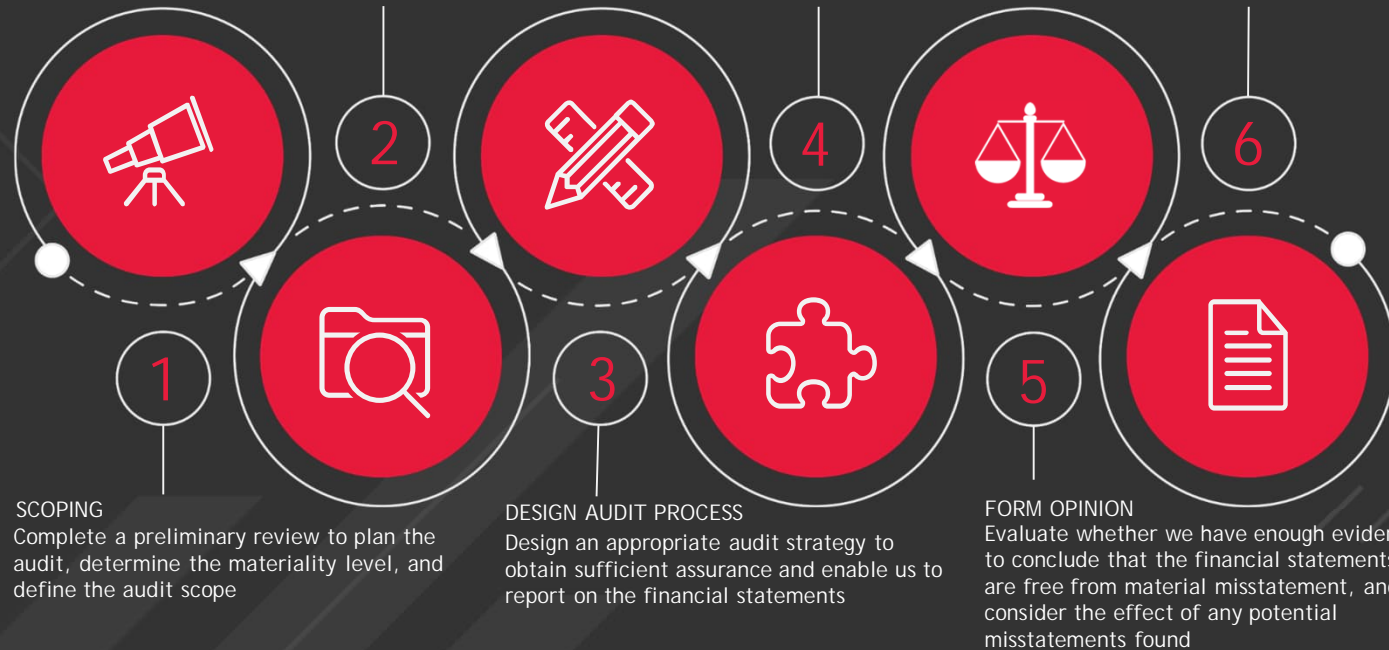 2
4
6
1
3
5
SCOPING
Complete a preliminary review to plan the
audit, determine the materiality level, and
define the audit scope
DESIGN AUDIT PROCESS
Design an appropriate audit strategy to
obtain sufficient assurance and enable us to
report on the financial statements
FORM OPINION
Evaluate whether we have enough
to conclude that the financial statements
are free from material misstatement,
consider the effect of any potential
misstatements found